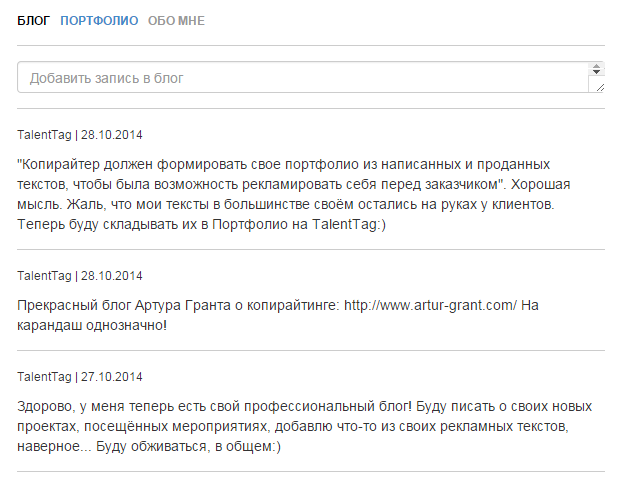 БЛОГ ПОРТФОЛИО ОБО МНЕ
Добавить запись в блог
TalentTag | 28.10.2014
"Копирайтер должен формировать свое портфолио из написанных и проданных
текстов, чтобы была возможность рекламировать себя перед заказчиком". Хорошая
мысль. Жаль, что мои тексты в большинстве своём остались на руках у клиентов.
Теперь буду складывать их в Портфолио на TalentTag:)
TalentTag | 28.10.2014
Прекрасный блог Артура Гранта о копирайтинге: http://www.artur-grant.com/ На
карандаш однозначно!
TalentTag | 27.10.2014
Здорово, у меня теперь есть свой профессиональный блог! Буду писать о своих новых
проектах, посещённых мероприятиях, добавлю что-то из своих рекламных текстов,
наверное... Буду обживаться, в общем:)